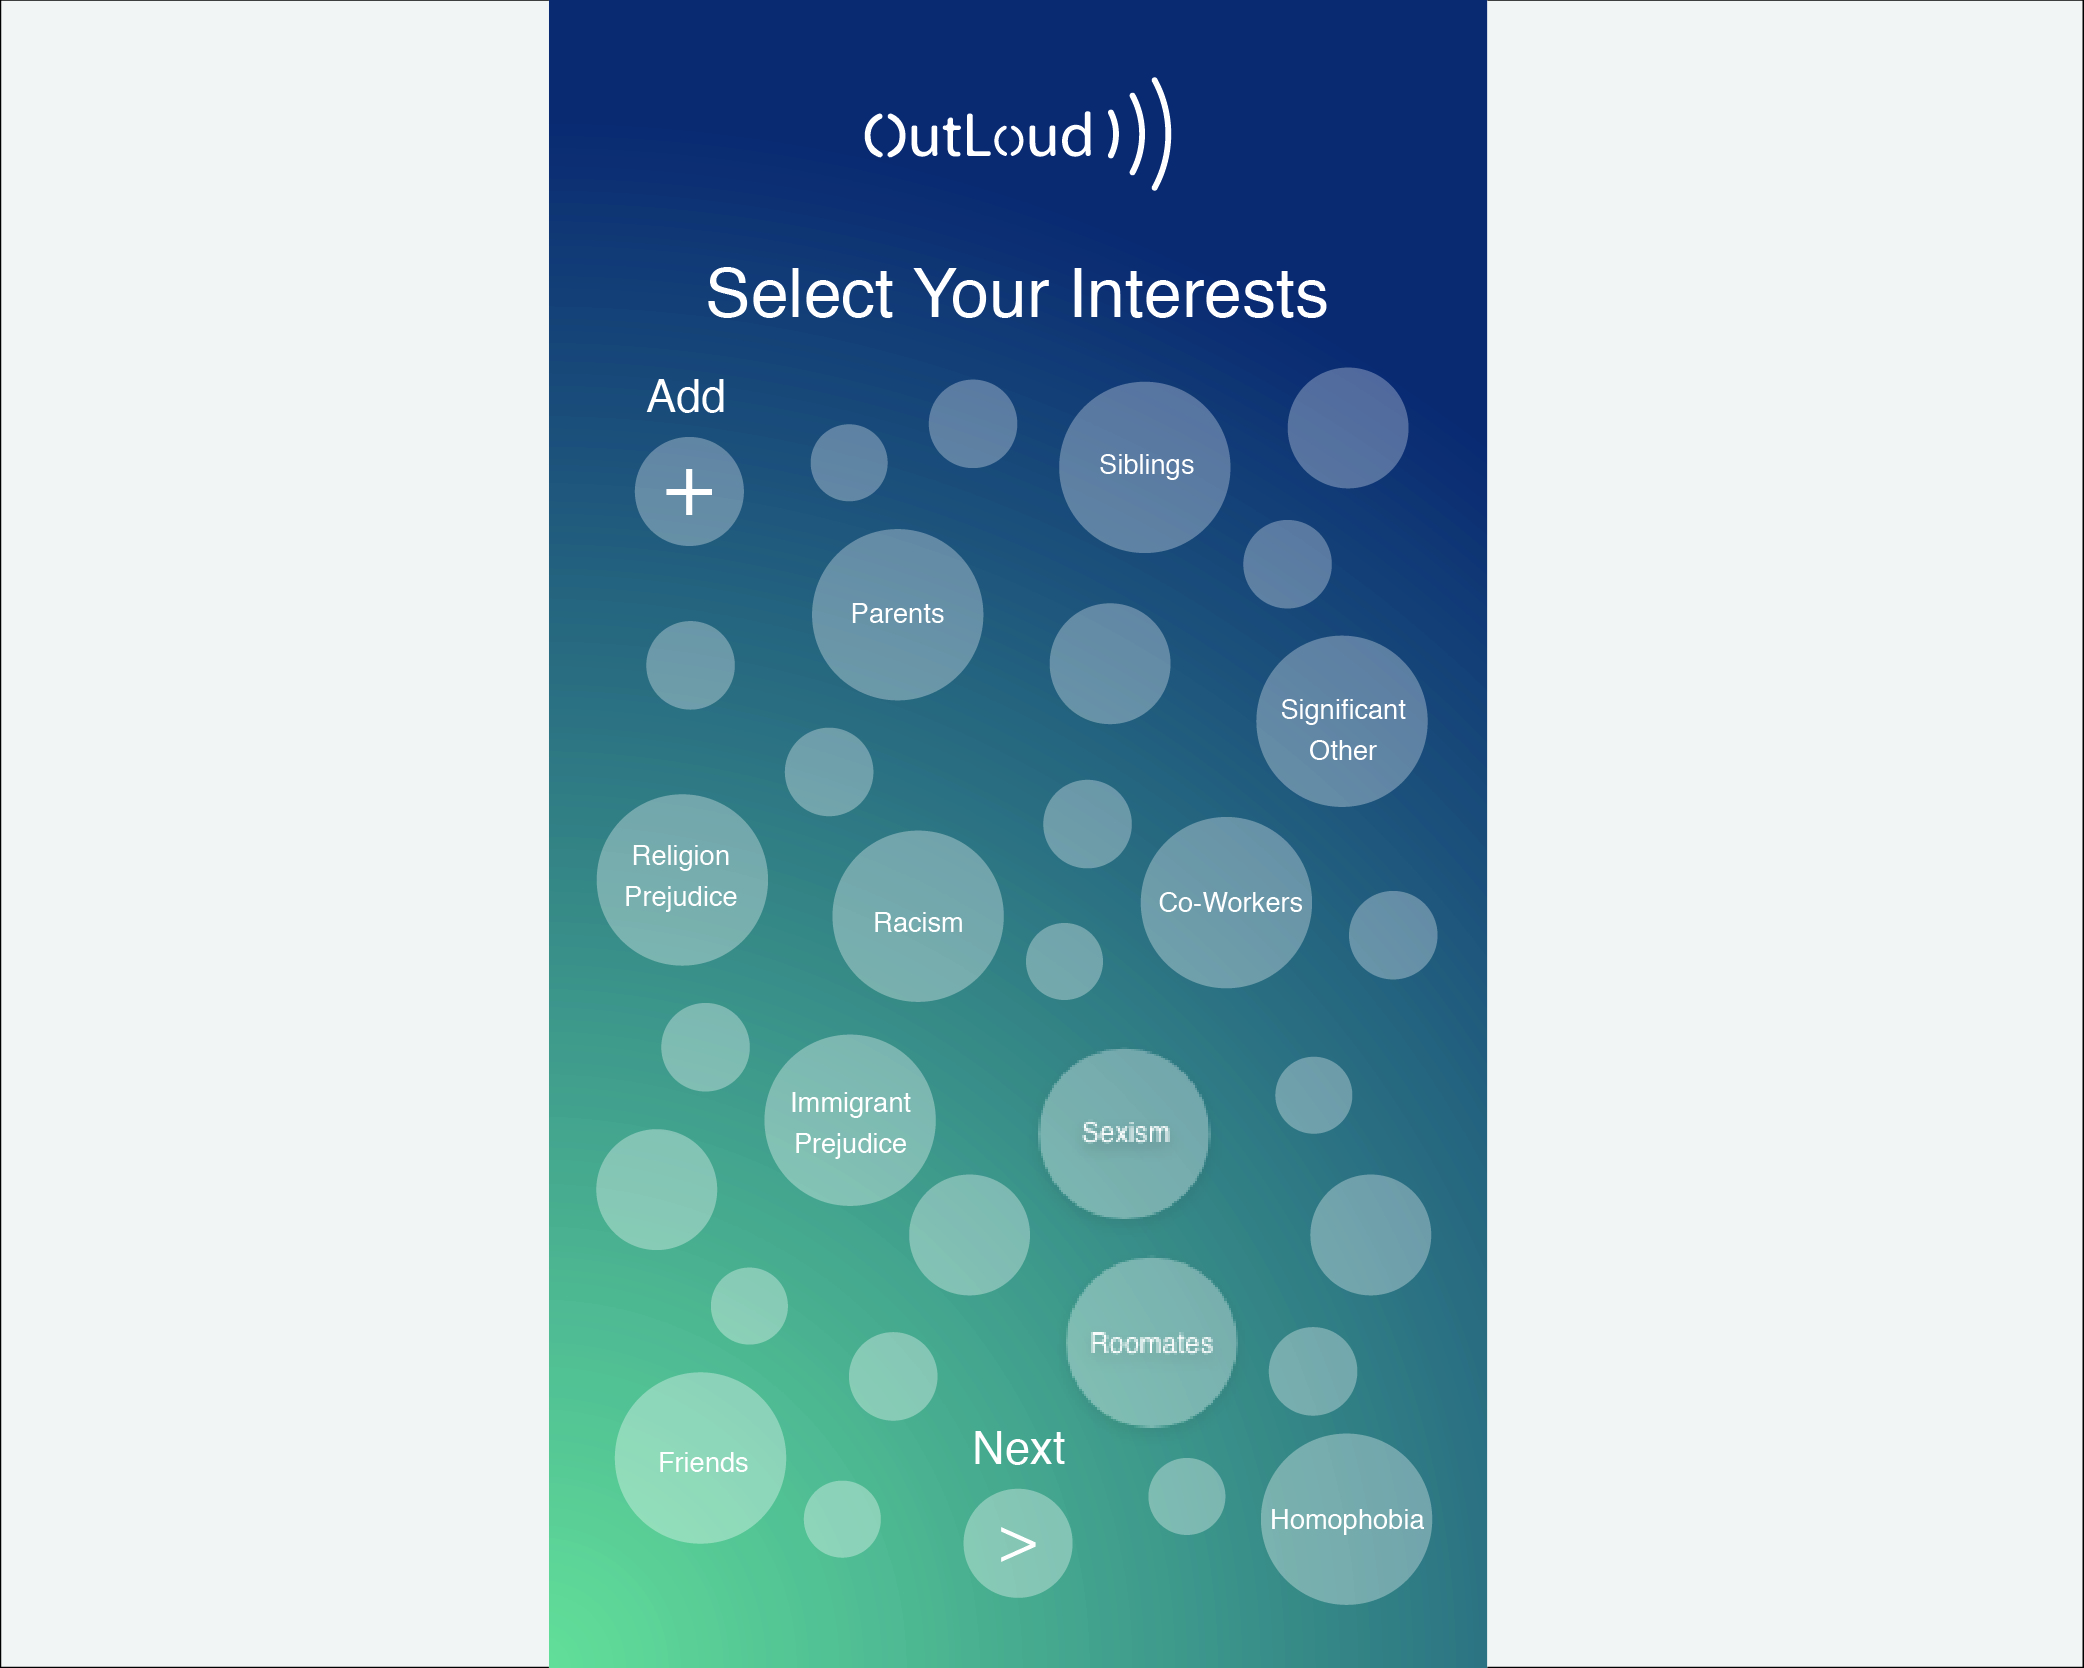 OutLoud
Select Your Interests
Add
+
Siblings
Parents
Significant
Other
Religion
Prejudice
Racism
Co-Workers
Immigrant
Prejudice
Sexism
Roomates
Friends
Next
>
Homophobia